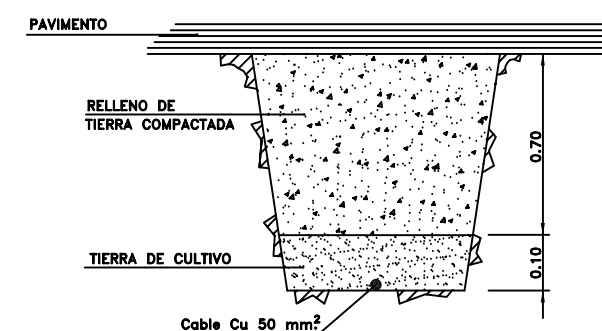 PAVIMENTO
RELLENO DE
TIERRA COMPACTADA
0.70
TIERRA DE CULTIVO
0.10
Cable Cu 50 mm²